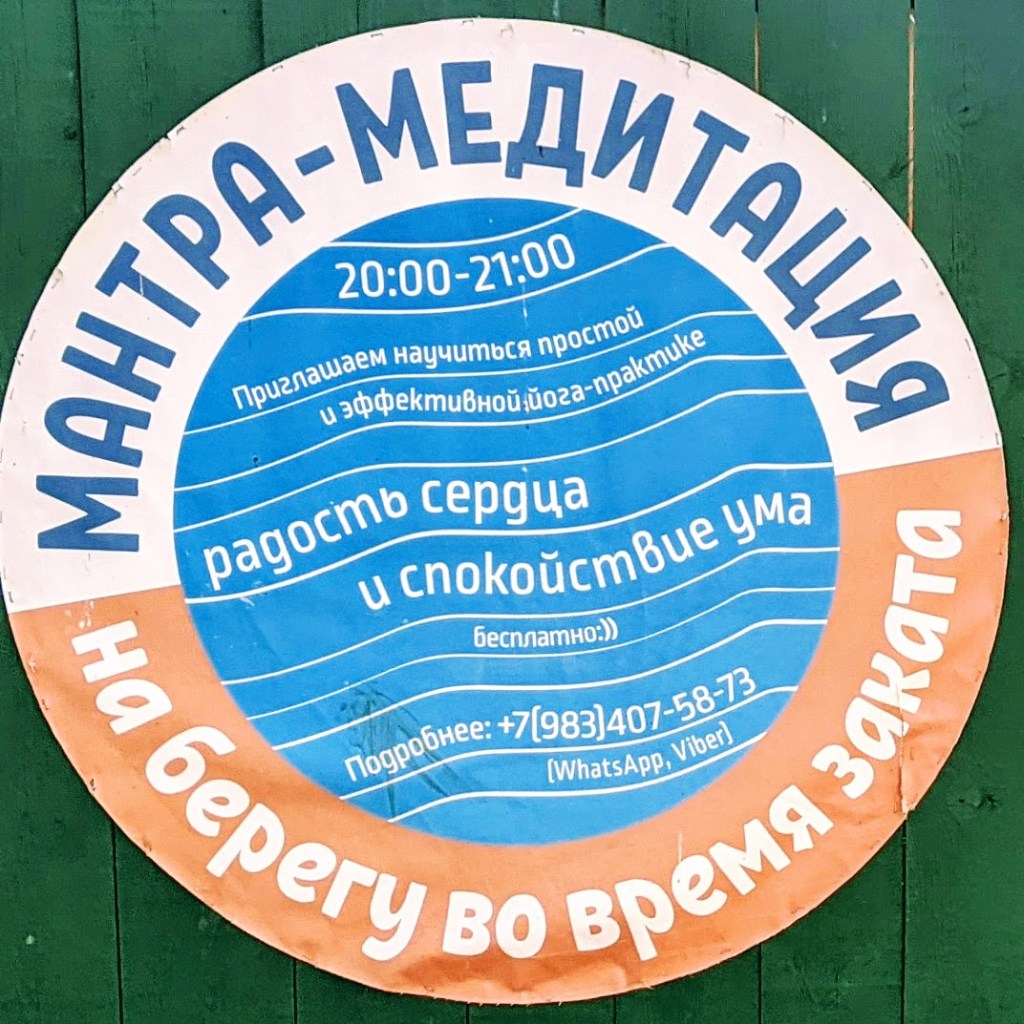 МАНТРА-МЕДИТАЦИЯ
20:00-21:00
Приглашаем научиться простой
и эффективной йога-практике
радость сердца
и спокойствие ума
бесплатно:))
Подробнее: +7(983)407-58-73
(WhatsApp, Viber)
на берегу во время заката